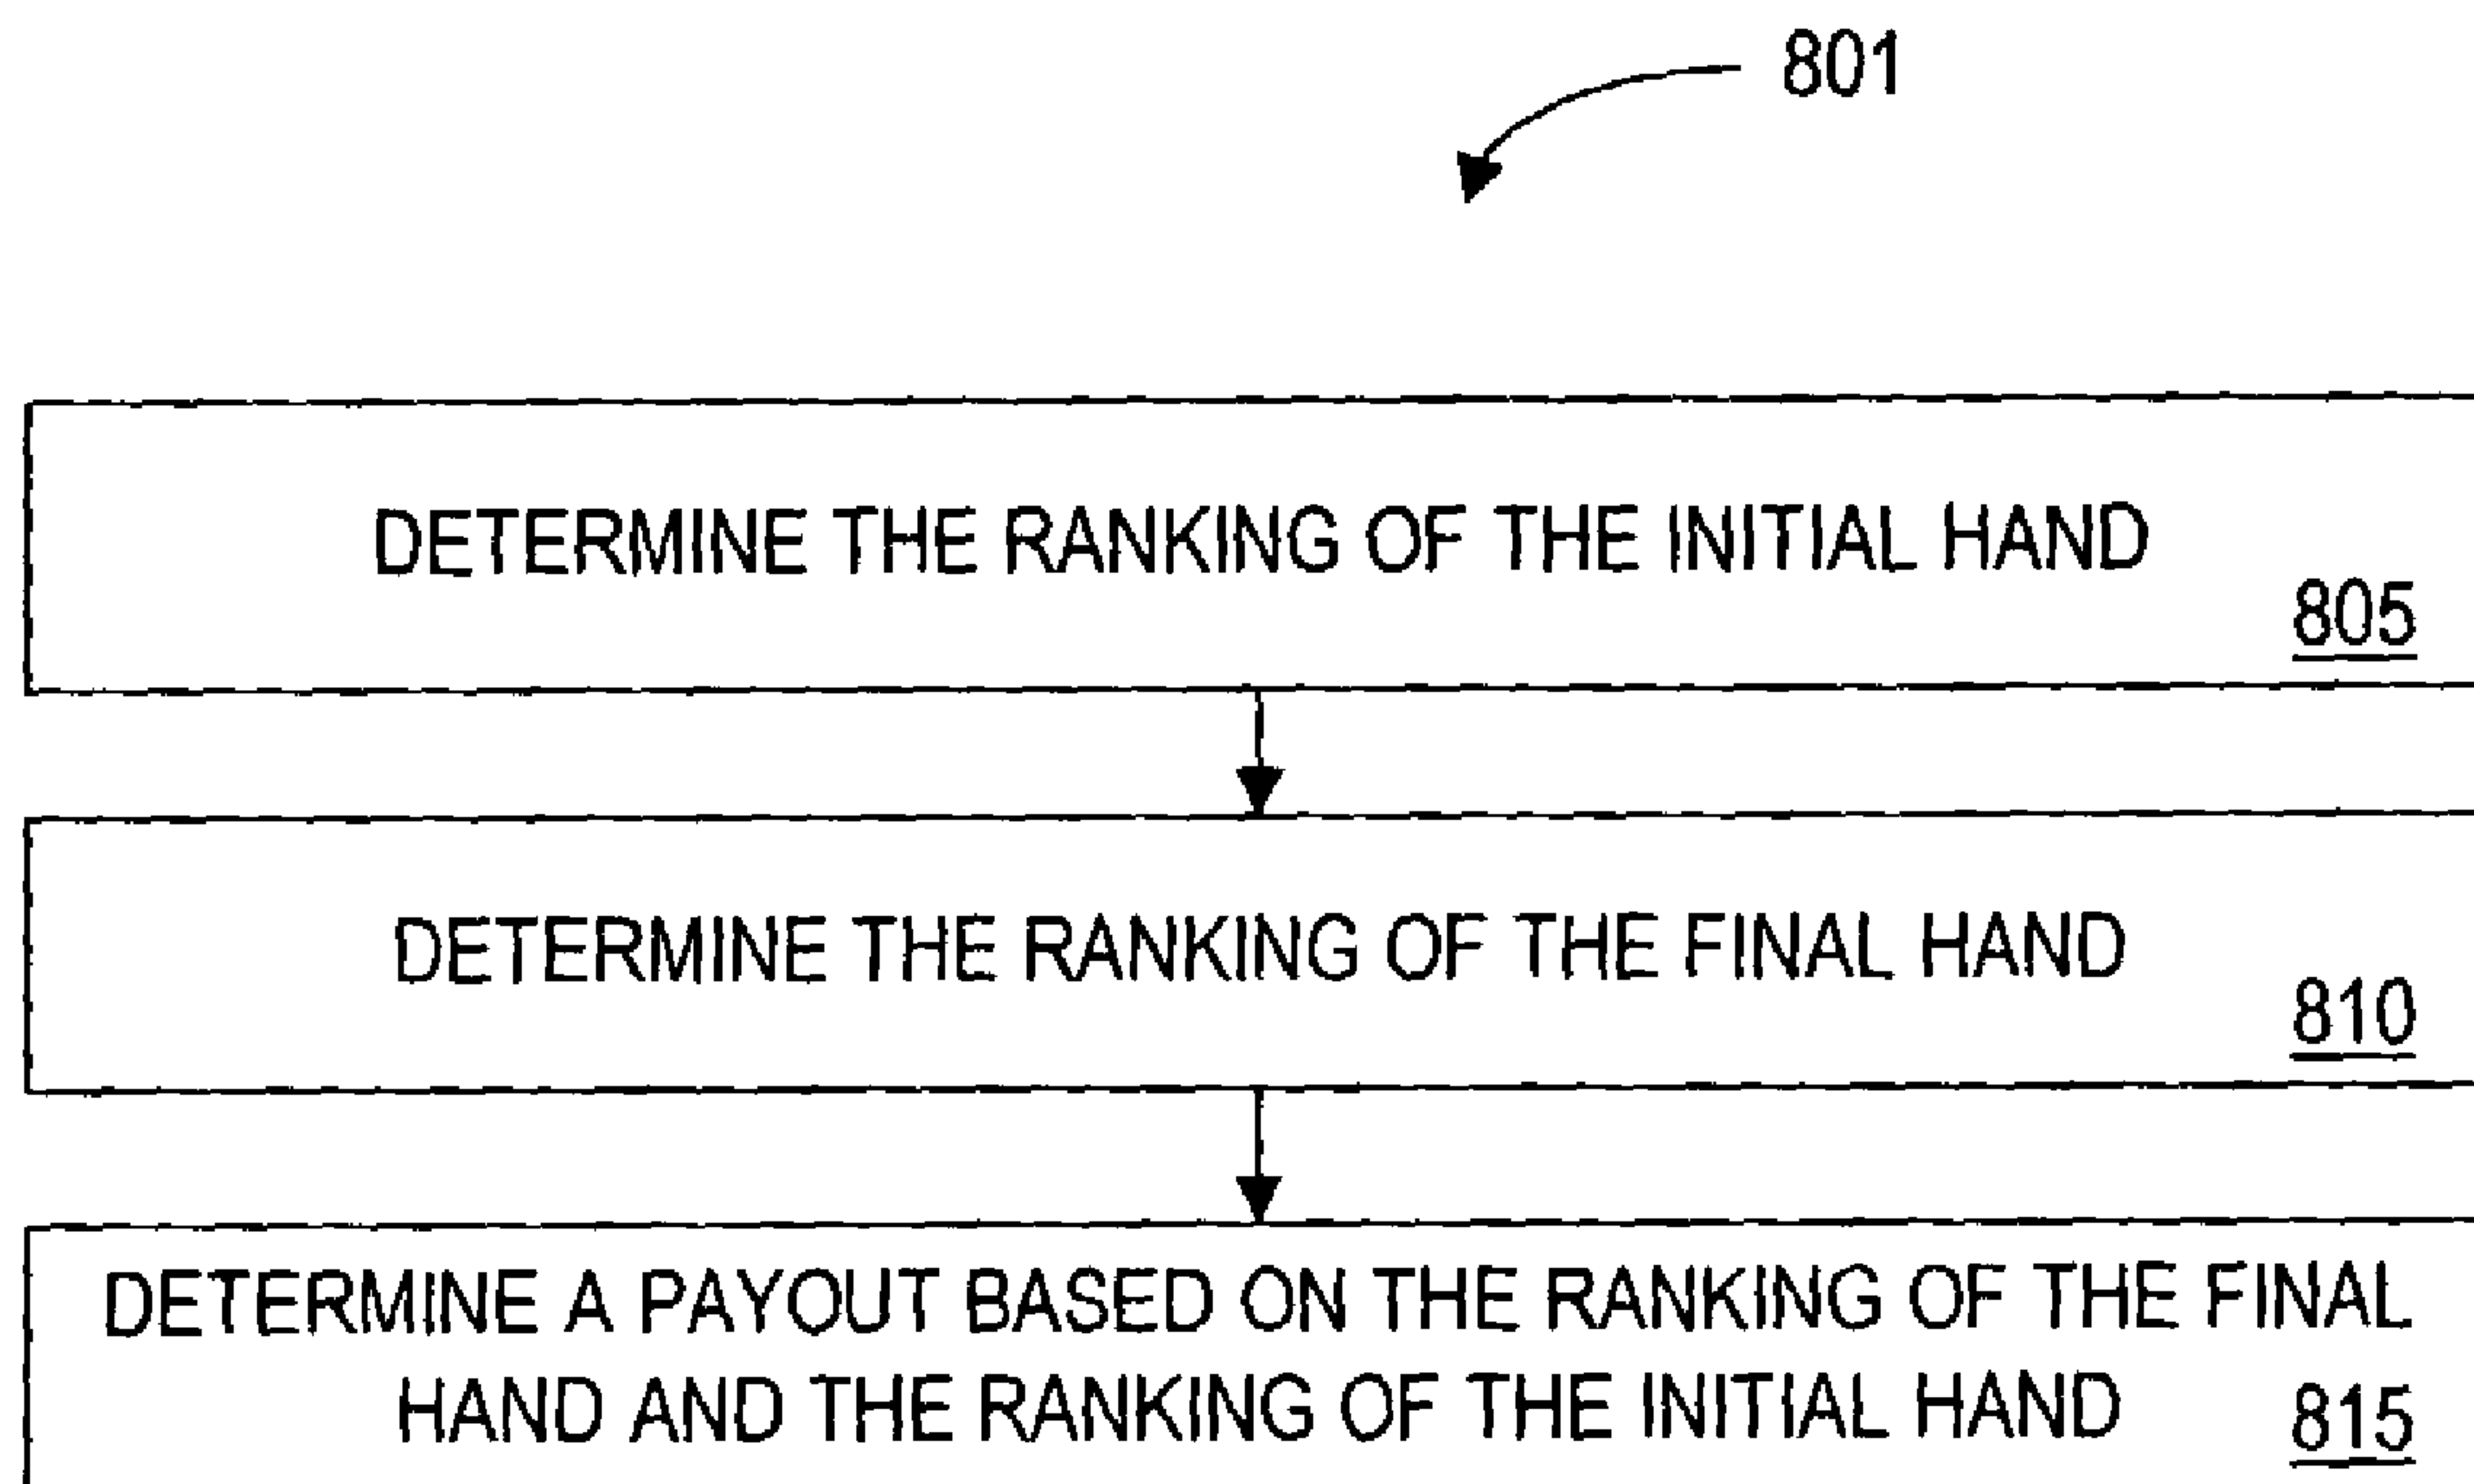 801
DETERMINE THE RANKING OF THE INITIAL HAND
805
DETERMINE THE RANKING OF THE FINAL HAND
810
DETERMINE A PAYOUT BASED ON THE RANKING OF THE FINAL
HAND AND THE RANKING OF THE INITIAL HAND
815